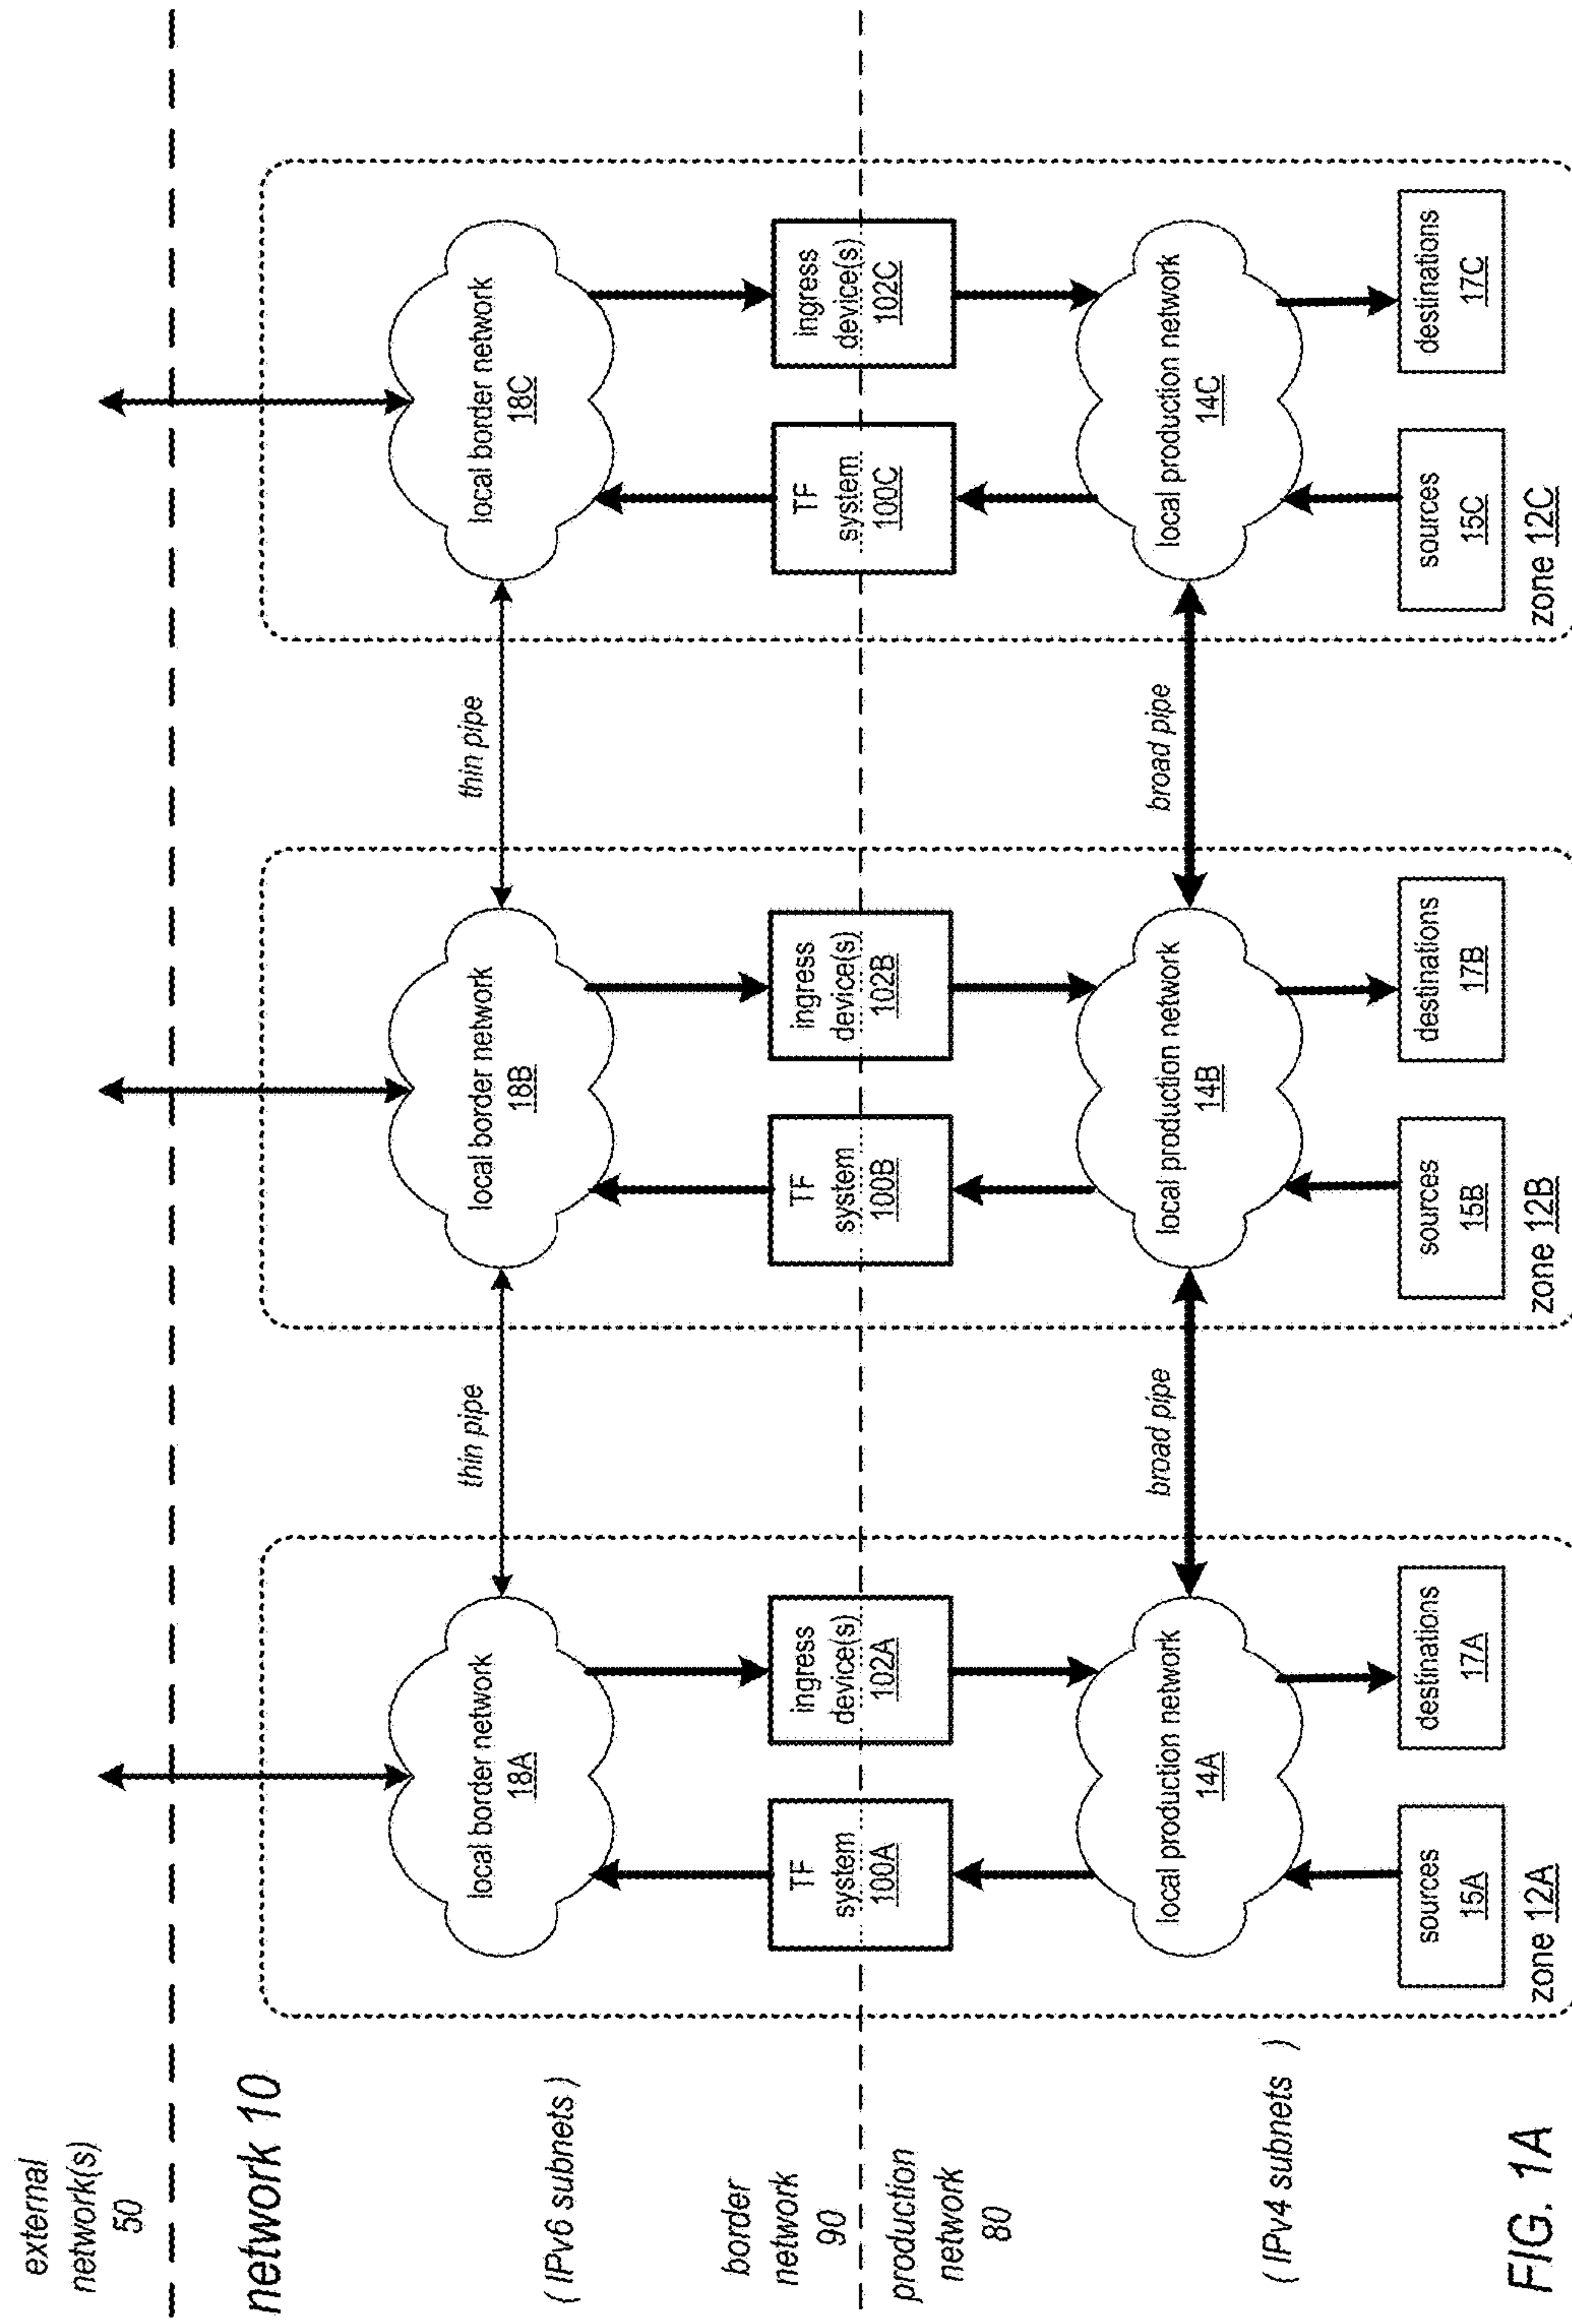 external
network(s)
50
network 10
( IPv6 subnets )
border
network
90
production
network
80
( IPv4 subnets )
FIG. 1A
local border network
18A
TF
system
100A
ingress
device(s)
102A
local production network
14A
sources
15A
destinations
17A
zone 12A
thin pipe
broad pipe
local border network
18B
TF
system
100B
ingress
device(s)
102B
local production network
14B
sources
15B
destinations
17B
zone 12B
thin pipe
broad pipe
local border network
18C
TF
system
100C
ingress
device(s)
102C
local production network
14C
sources
15C
destinations
17C
zone 12C